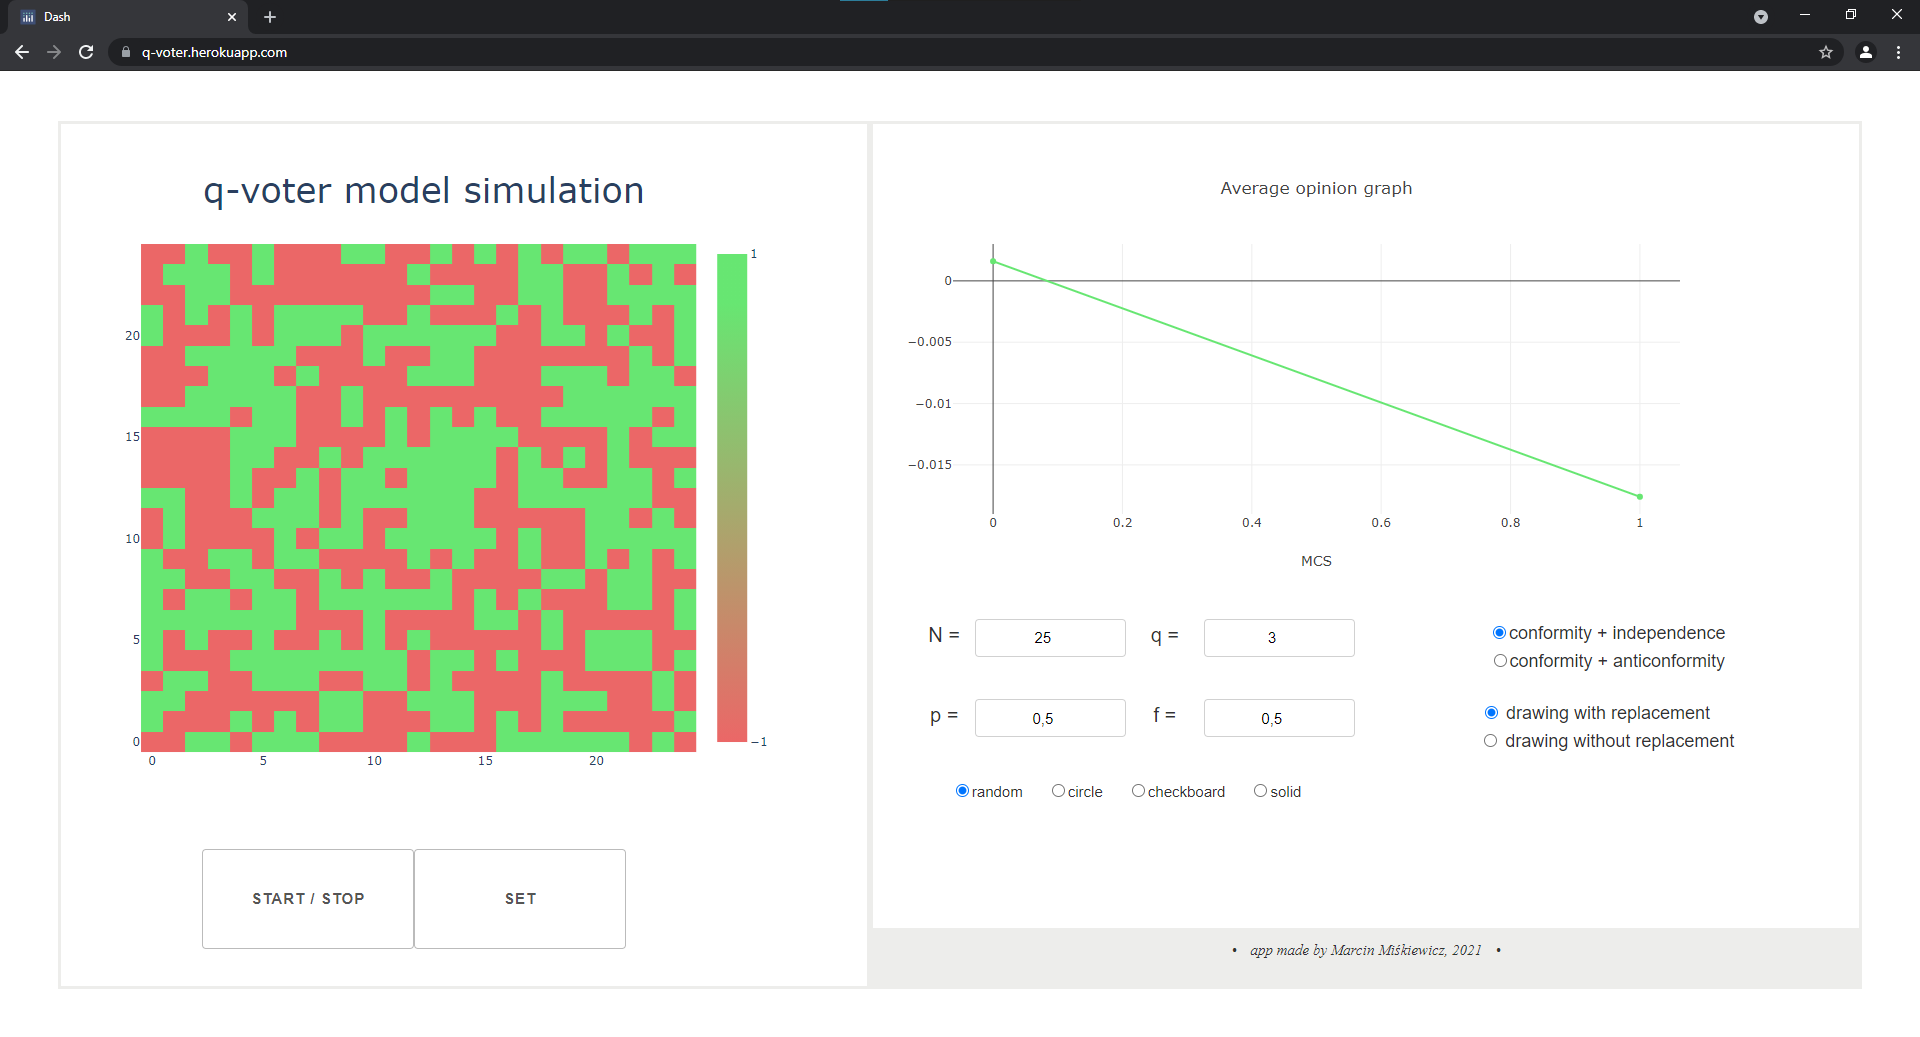 Dash
q-voter.herokuapp.com
q-voter model simulation
1
20
15
10
5
0
−1
0 5 10 15 20
START / STOP SET
Average opinion graph
0
−0.005
−0.01
−0.015
0 0.2 0.4 0.6 0.8 1
MCS
N = 25 q = 3
conformity + independence
conformity + anticonformity
p = 0,5 f = 0,5
drawing with replacement
drawing without replacement
random circle checkboard solid
• app made by Marcin Miśkiewicz, 2021 •